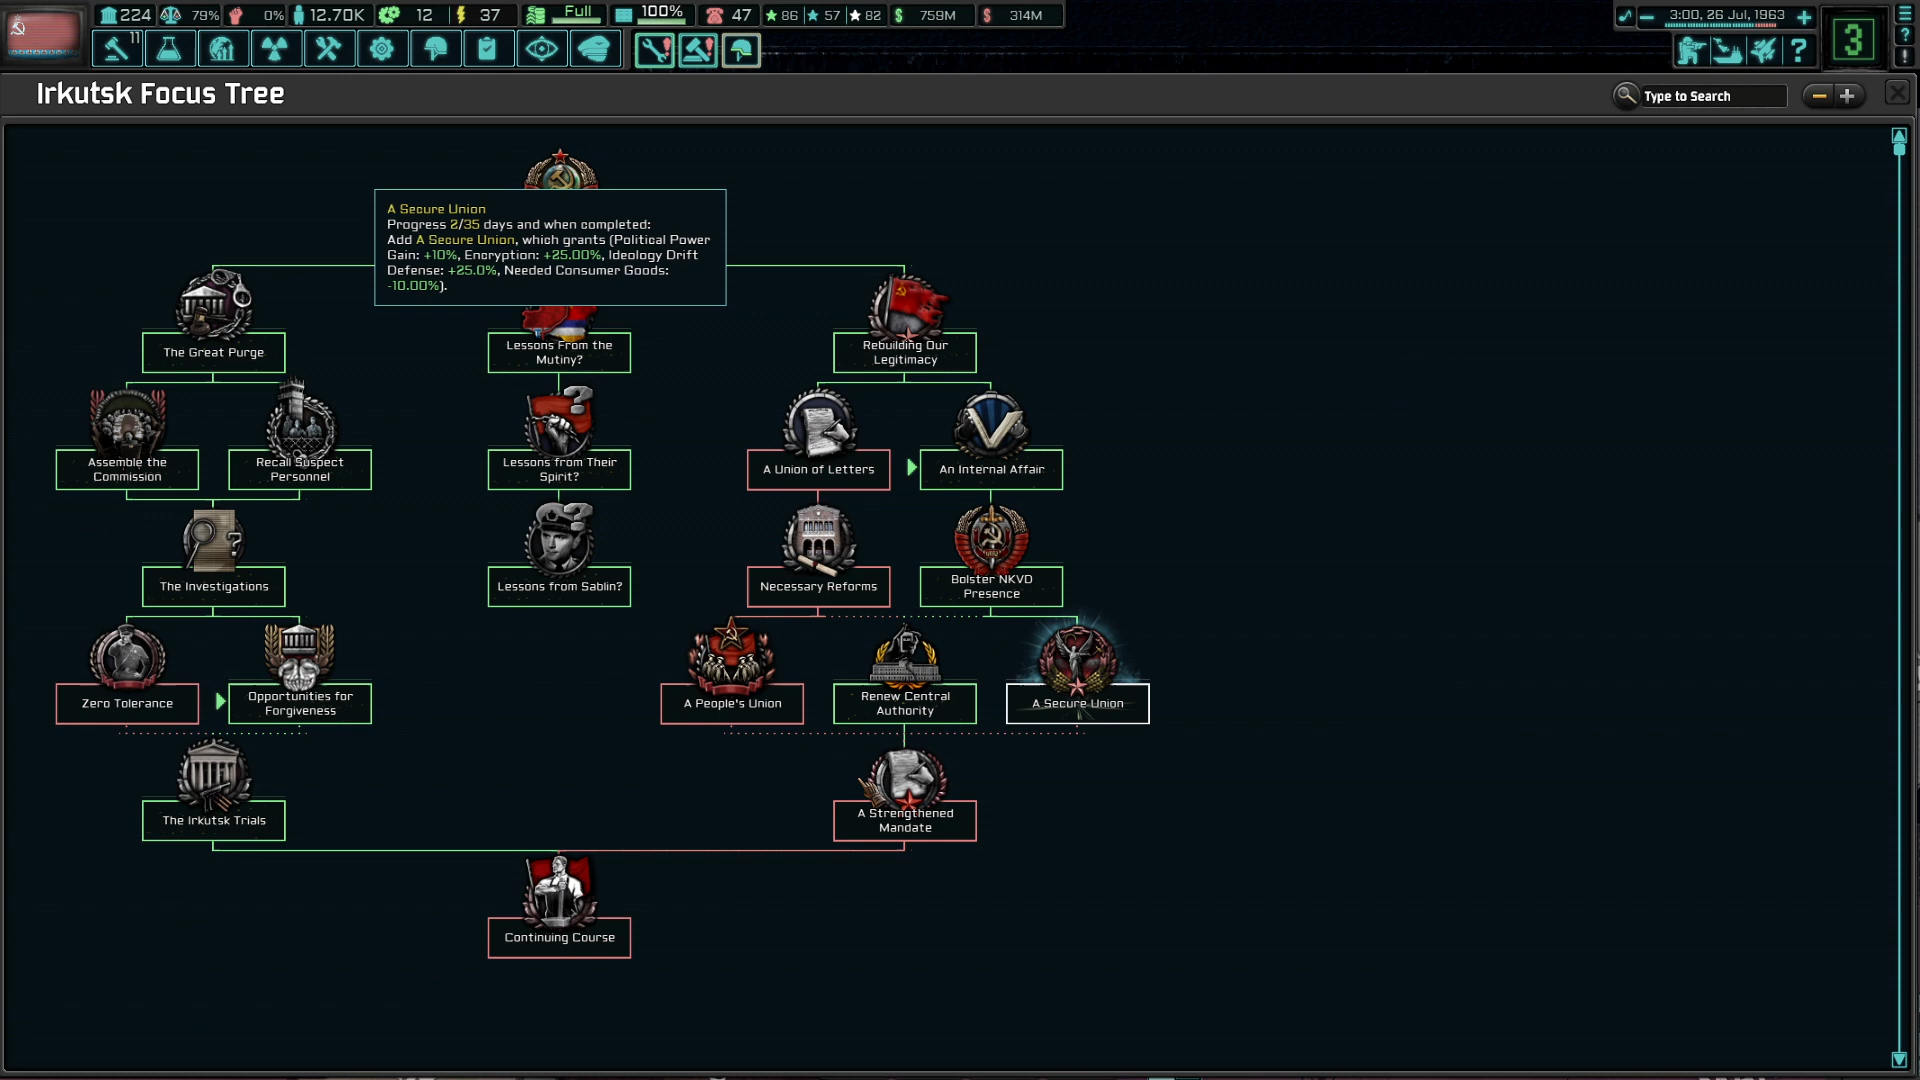 224
79%
0%
12.70K
12
37
Full
100%
47
86
57
82
$ 759M
$ 314M
3:00, 26 Jul, 1963
3
?
11
?
!
Irkutsk Focus Tree
Type to Search
A Secure Union
Progress 2/35 days and when completed:
Add A Secure Union, which grants (Political Power
Gain: +10%, Encryption: +25.00%, Ideology Drift
Defense: +25.0%, Needed Consumer Goods:
-10.00%).
The Great Purge
Lessons From the
Mutiny?
Rebuilding Our
Legitimacy
Assemble the
Commission
Recall Suspect
Personnel
Lessons from Their
Spirit?
A Union of Letters
An Internal Affair
The Investigations
Lessons from Sablin?
Necessary Reforms
Bolster NKVD
Presence
Zero Tolerance
Opportunities for
Forgiveness
A People's Union
Renew Central
Authority
A Secure Union
The Irkutsk Trials
A Strengthened
Mandate
Continuing Course